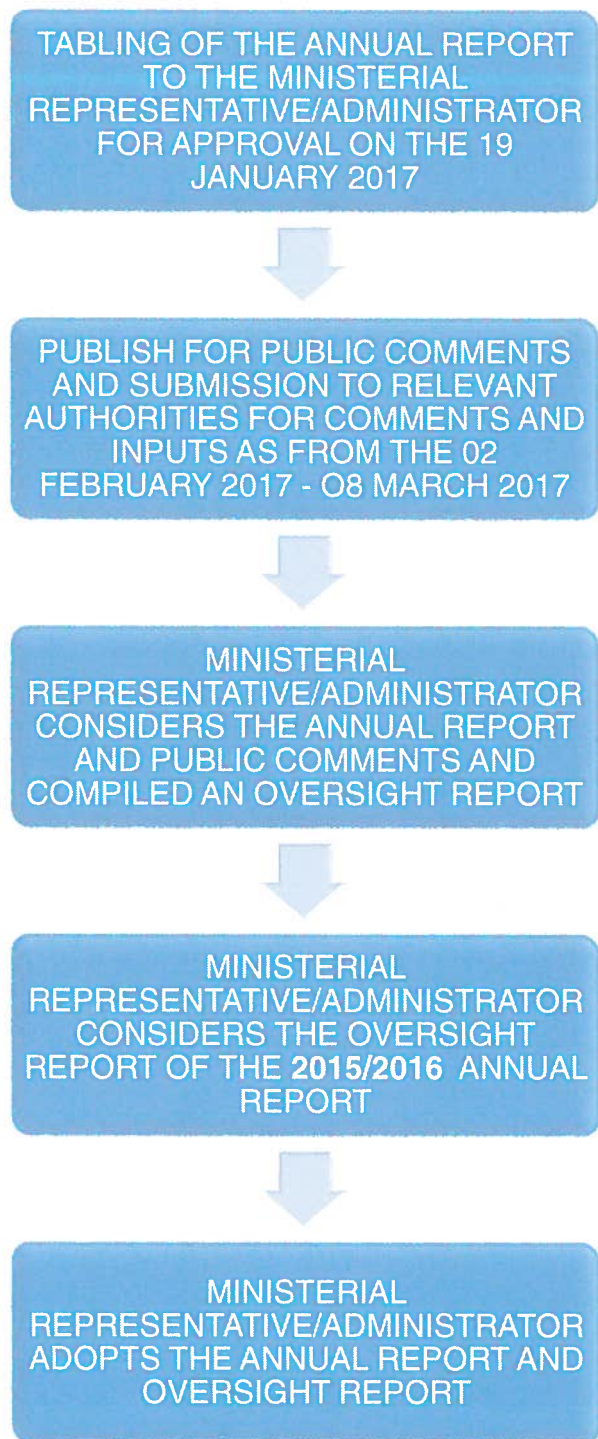 TABLING OF THE ANNUAL REPORT
TO THE MINISTERIAL
REPRESENTATIVE/ADMINISTRATOR
FOR APPROVAL ON THE 19
JANUARY 2017
PUBLISH FOR PUBLIC COMMENTS
AND SUBMISSION TO RELEVANT
AUTHORITIES FOR COMMENTS AND
INPUTS AS FROM THE 02
FEBRUARY 2017 - O8 MARCH 2017
MINISTERIAL
REPRESENTATIVE/ADMINISTRATOR
CONSIDERS THE ANNUAL REPORT
AND PUBLIC COMMENTS AND
COMPILED AN OVERSIGHT REPORT
MINISTERIAL
REPRESENTATIVE/ADMINISTRATOR
CONSIDERS THE OVERSIGHT
REPORT OF THE 2015/2016 ANNUAL
REPORT
MINISTERIAL
REPRESENTATIVE/ADMINISTRATOR
ADOPTS THE ANNUAL REPORT AND
OVERSIGHT REPORT